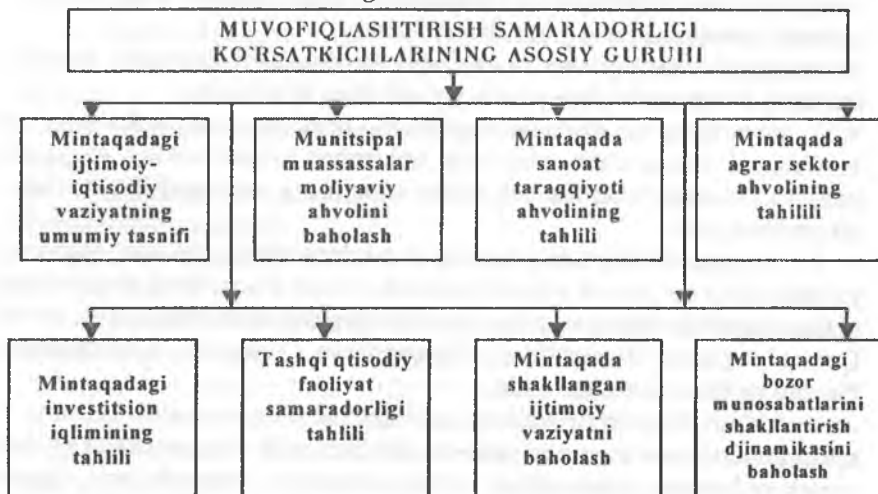 MUVOFIQLASHTIRISH SAMARADORLIGI
KO'RSATKICHLARINING ASOSIY GURUHI
Mintaqadagi
ijtimoiy-
iqtisodiy
vaziyatning
umumiy tasnifi
Munitsipal
muassasalar
moliyaviy
ahvolini
baholash
Mintaqada
sanoat
taraqqiyoti
ahvolining
tahlili
Mintaqada
agrar sektor
ahvolining
tahilili
Mintaqadagi
investitsion
iqlimining
tahlili
Tashqi qtisodiy
faoliyat
samaradorligi
tahlili
Mintaqada
shakllangan
ijtimoiy
vaziyatni
baholash
Mintaqadagi
bozor
munosabatlarini
shakllantirish
djinamikasini
baholash